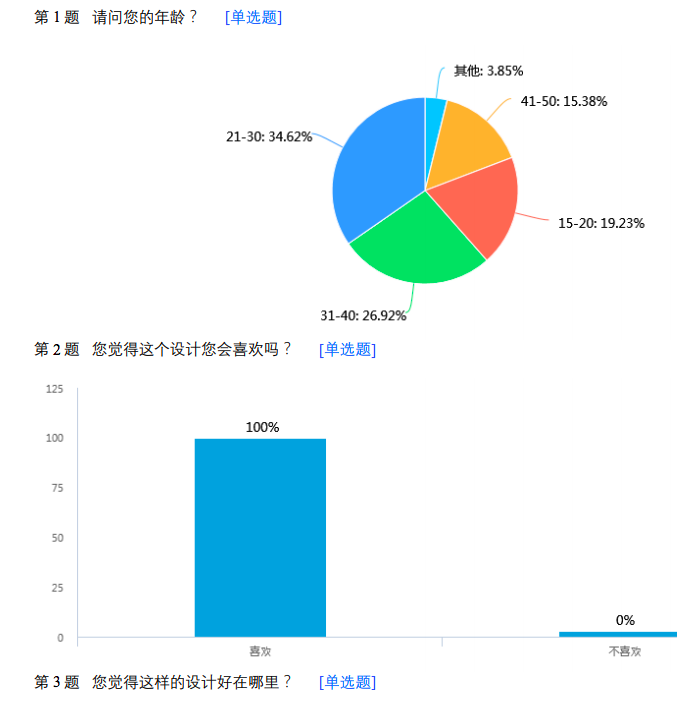 第 1 题 请问您的年龄？ [单选题]
其他: 3.85%
41-50: 15.38%
21-30: 34.62%
15-20: 19.23%
31-40: 26.92%
第 2 题 您觉得这个设计您会喜欢吗？ [单选题]
125
100%
100
75
50
25
0%
0
喜欢 不喜欢
第 3 题 您觉得这样的设计好在哪里？ [单选题]